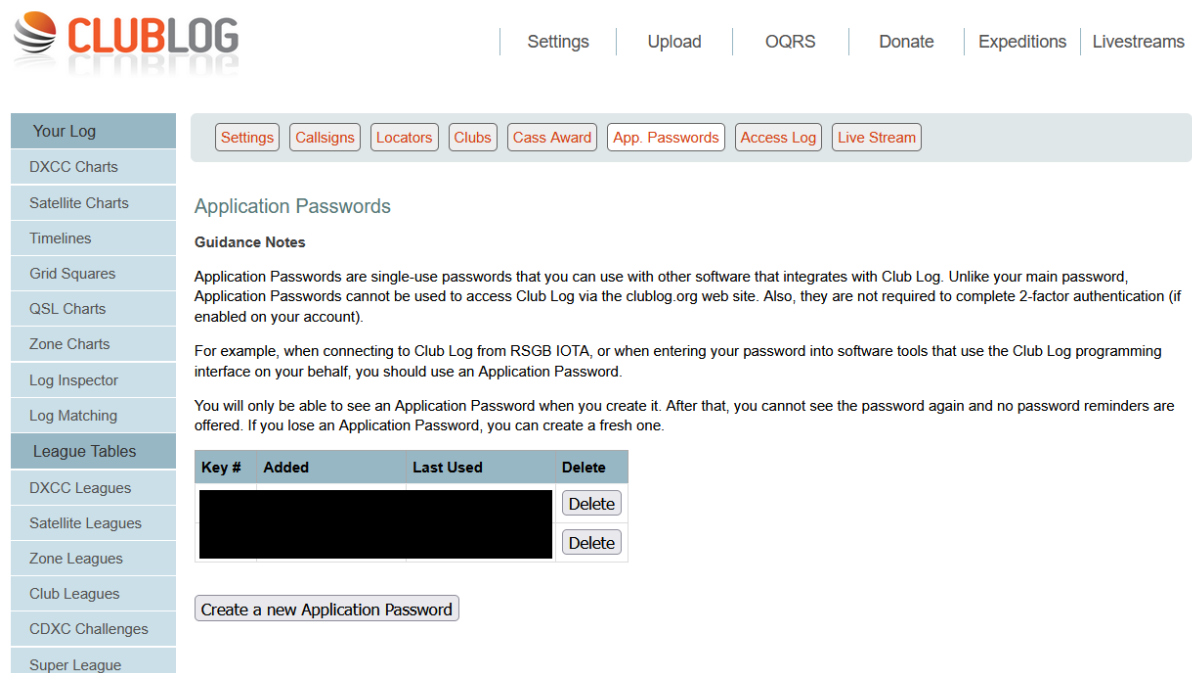 CLUBLOG
Settings
Upload
OQRS
Donate
Expeditions
Livestreams
Your Log
DXCC Charts
Satellite Charts
Timelines
Grid Squares
QSL Charts
Zone Charts
Log Inspector
Log Matching
League Tables
DXCC Leagues
Satellite Leagues
Zone Leagues
Club Leagues
CDXC Challenges
Super League
Settings
Callsigns
Locators
Clubs
Cass Award
App. Passwords
Access Log
Live Stream
Application Passwords
Guidance Notes
Application Passwords are single-use passwords that you can use with other software that integrates with Club Log. Unlike your main password,
Application Passwords cannot be used to access Club Log via the clublog.org web site. Also, they are not required to complete 2-factor authentication (if
enabled on your account).
For example, when connecting to Club Log from RSGB IOTA, or when entering your password into software tools that use the Club Log programming
interface on your behalf, you should use an Application Password.
You will only be able to see an Application Password when you create it. After that, you cannot see the password again and no password reminders are
offered. If you lose an Application Password, you can create a fresh one.
Key # Added Last Used Delete
Delete
Delete
Create a new Application Password